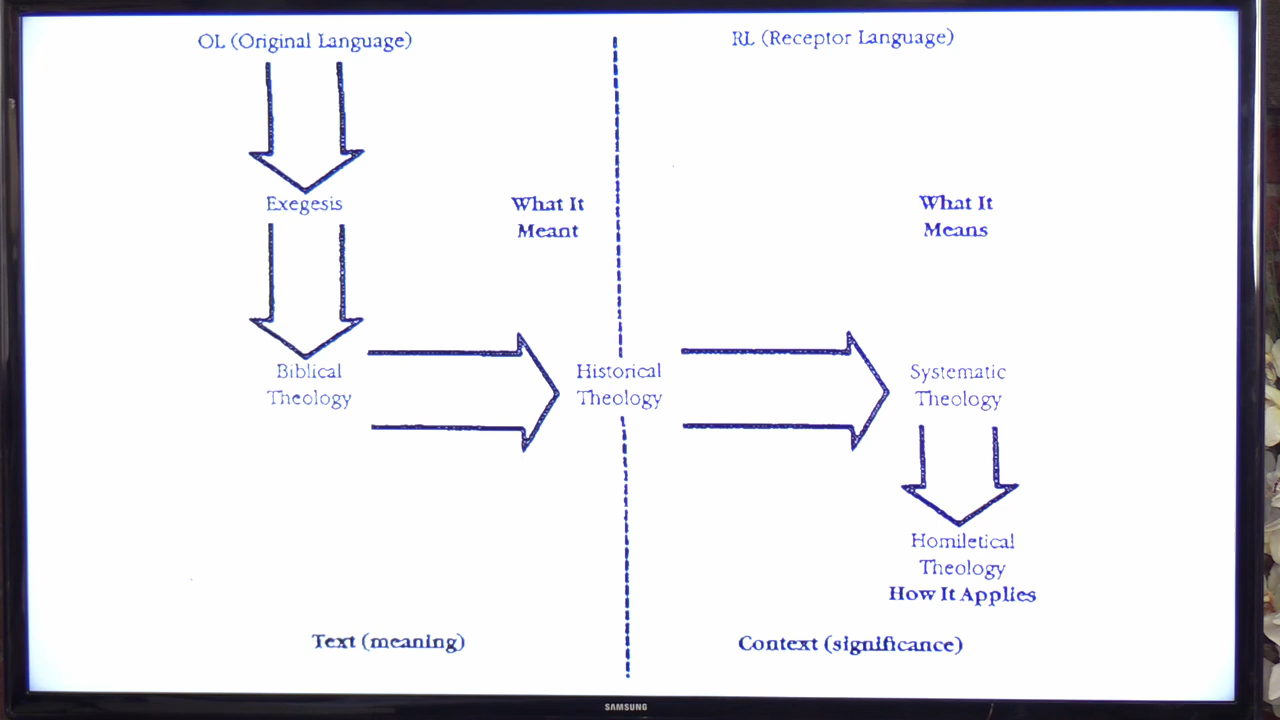 OL (Original Language)
RL (Receptor Language)
Exegesis
What It
Meant
What It
Means
Biblical
Theology
Historical
Theology
Systematic
Theology
Homiletical
Theology
How It Applies
Text (meaning)
Context (significance)
SAMSUNG